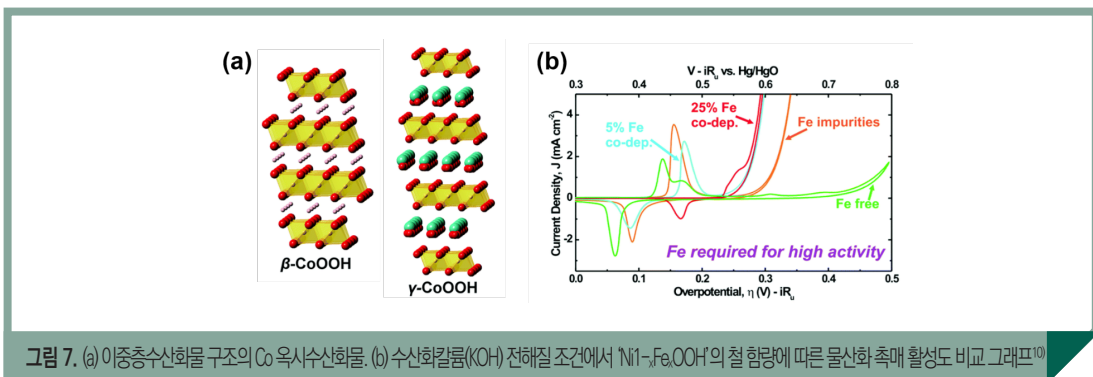 (a)
β-CoOOH
γ-CoOOH
(b)
V - iRᵤ vs. Hg/HgO
0.3 0.4 0.5 0.6 0.7 0.8
Current Density, J (mA cm⁻²)
4
2
0
-2
25% Fe
co-dep.
5% Fe
co-dep.
Fe impurities
Fe free
Fe required for high activity
0.0 0.1 0.2 0.3 0.4 0.5
Overpotential, η (V) - iRᵤ
그림 7. (a) 이중층수산화물 구조의 Co 옥시수산화물. (b) 수산화칼륨(KOH) 전해질 조건에서 ‘Ni1-ₓFeₓOOH’의 철 함량에 따른 물산화 촉매 활성도 비교 그래프¹⁰⁾